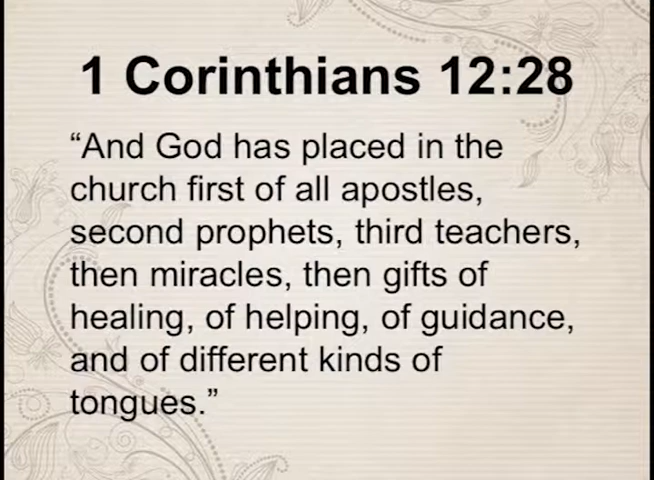 1 Corinthians 12:28
“And God has placed in the
church first of all apostles,
second prophets, third teachers,
then miracles, then gifts of
healing, of helping, of guidance,
and of different kinds of
tongues.”